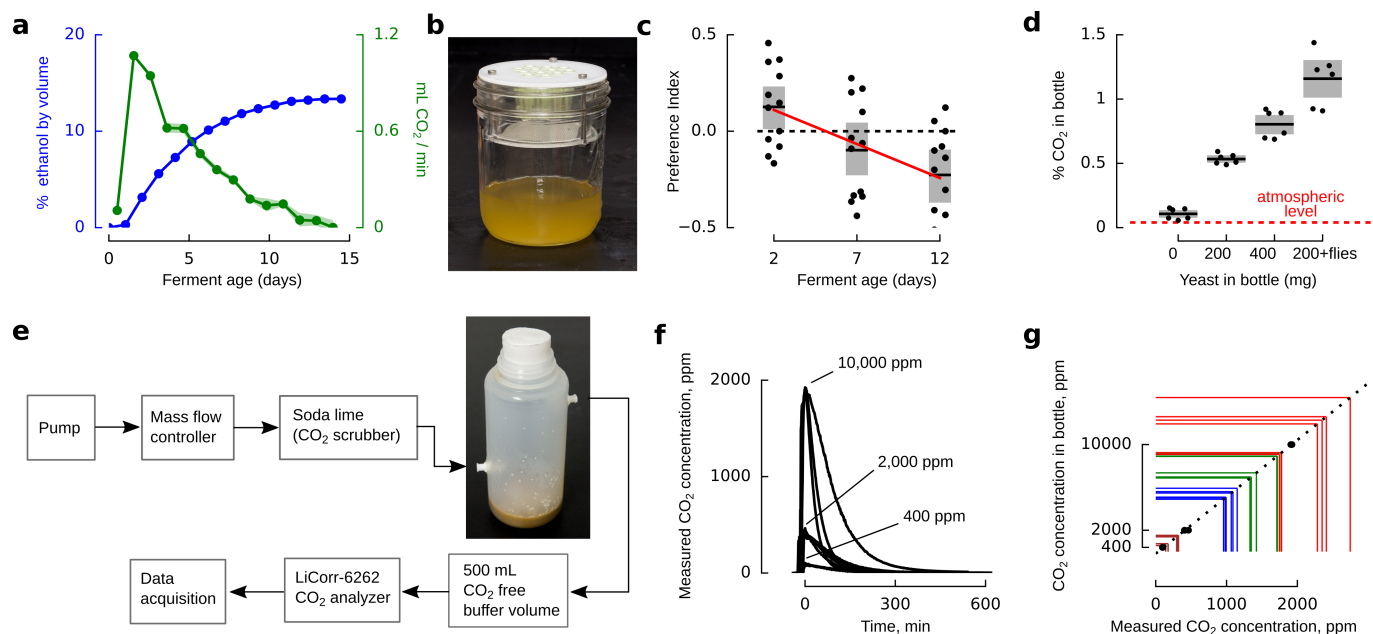 a
20
10
0
% ethanol by volume
1.2
0.6
0
mL CO₂ / min
0 5 10 15
Ferment age (days)
b
c
0.5
0.0
−0.5
Preference Index
2 7 12
Ferment age (days)
d
1.5
1
0.5
0
% CO₂ in bottle
atmospheric
level
0 200 400 200+flies
Yeast in bottle (mg)
e
Pump
Mass flow
controller
Soda lime
(CO₂ scrubber)
500 mL
CO₂ free
buffer volume
LiCorr-6262
CO₂ analyzer
Data
acquisition
f
2000
1000
0
Measured CO₂ concentration, ppm
10,000 ppm
2,000 ppm
400 ppm
0 300 600
Time, min
g
CO₂ concentration in bottle, ppm
10000
2000
400
0 1000 2000
Measured CO₂ concentration, ppm